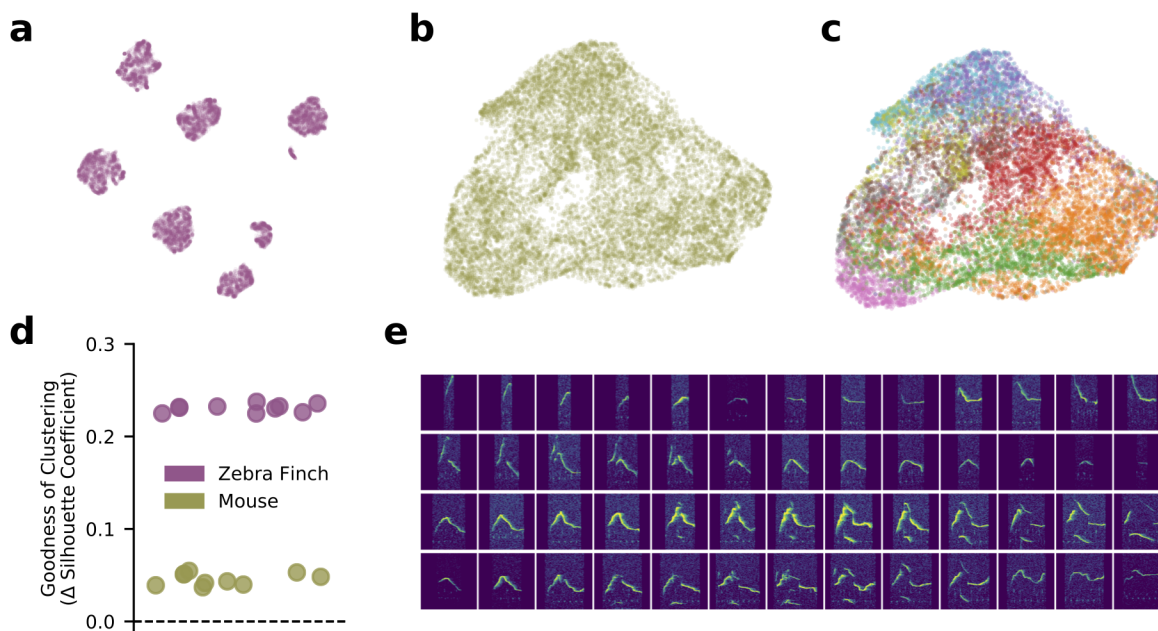 a
b
c
d
0.3
0.2
0.1
0.0
Goodness of Clustering
(Δ Silhouette Coefficient)
Zebra Finch
Mouse
e